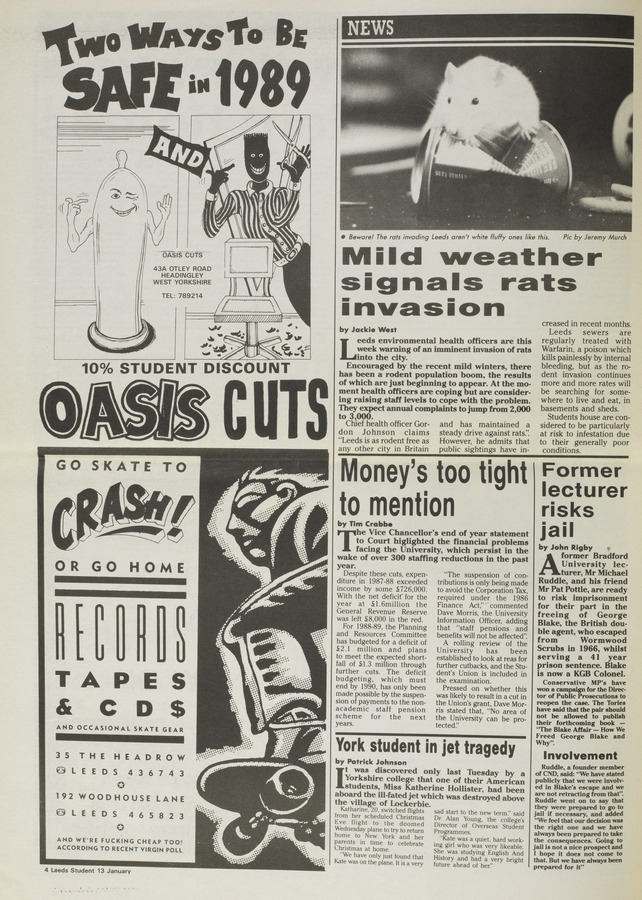 TWO WAYS TO BE
SAFE in 1989
AND
OASIS CUTS
43A OTLEY ROAD
HEADINGLEY
WEST YORKSHIRE
TEL: 789214
10% STUDENT DISCOUNT
OASIS CUTS
GO SKATE TO
CRASH!
OR GO HOME
RECORDS
TAPES
& CD$
AND OCCASIONAL SKATE GEAR
35 THE HEADROW
LEEDS 436743
192 WOODHOUSE LANE
LEEDS 465823
AND WE'RE FUCKING CHEAP TOO!
ACCORDING TO RECENT VIRGIN POLL
4 Leeds Student 13 January
NEWS
● Beware! The rats invading Leeds aren't white fluffy ones like this. Pic by Jeremy Murch
Mild weather
signals rats
invasion
by Jackie West
Leeds environmental health officers are this
week warning of an imminent invasion of rats
into the city.
Encouraged by the recent mild winters, there
has been a rodent population boom, the results
of which are just beginning to appear. At the mo-
ment health officers are coping but are consider-
ing raising staff levels to cope with the problem.
They expect annual complaints to jump from 2,000
to 3,000.
Chief health officer Gor-
don Johnson claims
"Leeds is as rodent free as
any other city in Britain
and has maintained a
steady drive against rats".
However, he admits that
public sightings have in-
creased in recent months.
Leeds sewers are
regularly treated with
Warfarin, a poison which
kills painlessly by internal
bleeding, but as the ro-
dent invasion continues
more and more rats will
be searching for some-
where to live and eat, in
basements and sheds.
Students house are con-
sidered to be particularly
at risk to infestation due
to their generally poor
conditions.
Money's too tight
to mention
by Tim Crabbe
The Vice Chancellor's end of year statement
to Court higlighted the financial problems
facing the University, which persist in the
wake of over 300 staffing reductions in the past
year.
Despite these cuts, expen-
diture in 1987-88 exceeded
income by some $726,000.
With the net deficit for the
year at $1.6million the
General Revenue Reserve
was left $8,000 in the red.
For 1988-89, the Planning
and Resources Committee
has budgeted for a deficit of
$2.1 million and plans
to meet the expected short-
fall of $1.3 million through
further cuts. The deficit
budgeting, which must
end by 1990, has only been
made possible by the suspen-
sion of payments to the non-
academic staff pension
scheme for the next
years.
"The suspension of con-
tributions is only being made
to avoid the Corporation Tax,
required under the 1986
Finance Act," commented
Dave Morris, the University
Information Officer, adding
that "staff pensions and
benefits will not be affected".
A rolling review of the
University has been
established to look at reas for
further cutbacks, and the Stu-
dent's Union is included in
the examination.
Pressed on whether this
was likely to result in a cut in
the Union's grant, Dave Mor-
ris stated that, "No area of
the University can be pro-
tected."
Former
lecturer
risks
jail
by John Rigby
A former Bradford
University lec-
turer, Mr Michael
Ruddle, and his friend
Mr Pat Pottle, are ready
to risk imprisonment
for their part in the
freeing of George
Blake, the British dou-
ble agent, who escaped
from Wormwood
Scrubs in 1966, whilst
serving a 41 year
prison sentence. Blake
is now a KGB Colonel.
Conservative MP's have
won a campaign for the Direc-
tor of Public Prosecutions to
reopen the case. The Tories
have said that the pair should
not be allowed to publish
their forthcoming book —
"The Blake Affair — How We
Freed George Blake and
Why".
Involvement
Ruddle, a founder member
of CND, said: "We have stated
publicly that we were involv-
ed in Blake's escape and we
are not retracting from that".
Ruddle went on to say that
they were prepared to go to
jail if necessary, and added
"We feel that our decision was
the right one and we have
always been prepared to take
the consequences. Going to
jail is not a nice prospect and
I hope it does not come to
that. But we have always been
prepared for it"
York student in jet tragedy
by Patrick Johnson
It was discovered only last Tuesday by a
Yorkshire college that one of their American
students, Miss Katherine Hollister, had been
aboard the ill-fated jet which was destroyed above
the village of Lockerbie.
Katharine, 20, switched flights
from her scheduled Christmas
Eve flight to the doomed
Wednesday plane to try to return
home to New York and her
parents in time to celebrate
Christmas at home.
"We have only just found that
Kate was on the plane. It is a very
sad start to the new term." said
Dr Alan Young, the college's
Director of Overseas Student
Programmes.
"Kate was a quiet, hard work-
ing girl who was very likeable.
She was studying English And
History and had a very bright
future ahead of her."